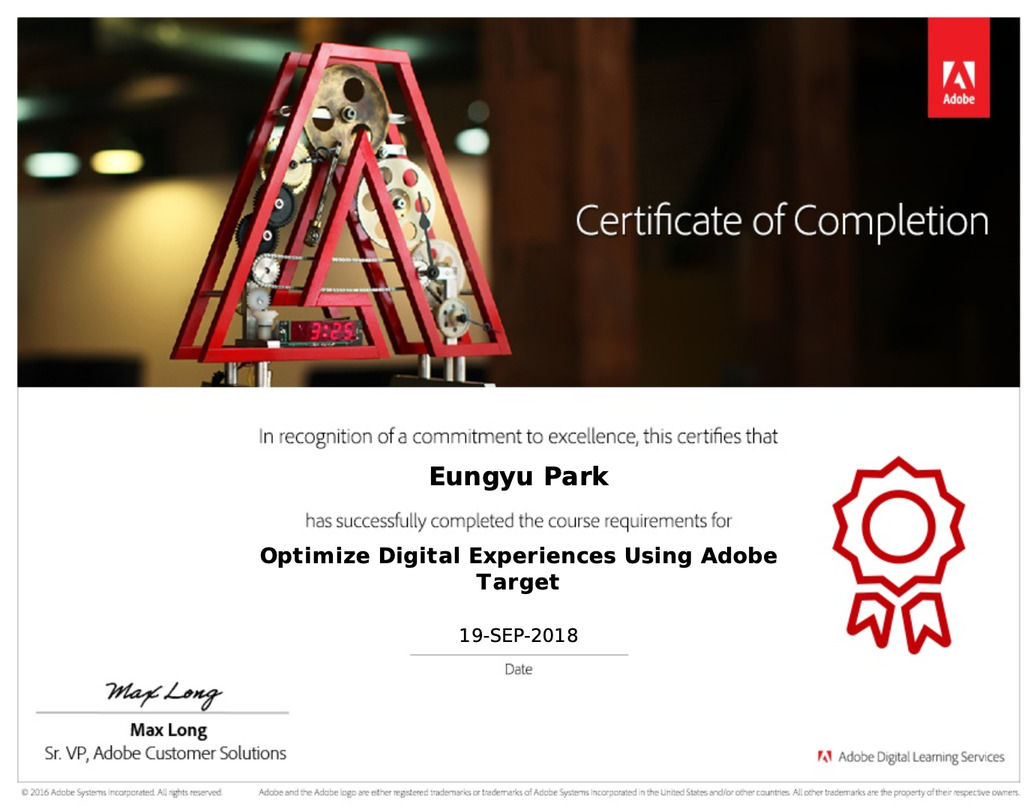 Adobe
Certificate of Completion
3:25
In recognition of a commitment to excellence, this certifies that
Eungyu Park
has successfully completed the course requirements for
Optimize Digital Experiences Using Adobe
Target
19-SEP-2018
Date
Max Long
Max Long
Sr. VP, Adobe Customer Solutions
Adobe Digital Learning Services
© 2016 Adobe Systems Incorporated. All rights reserved.
Adobe and the Adobe logo are either registered trademarks or trademarks of Adobe Systems Incorporated in the United States and/or other countries. All other trademarks are the property of their respective owners.